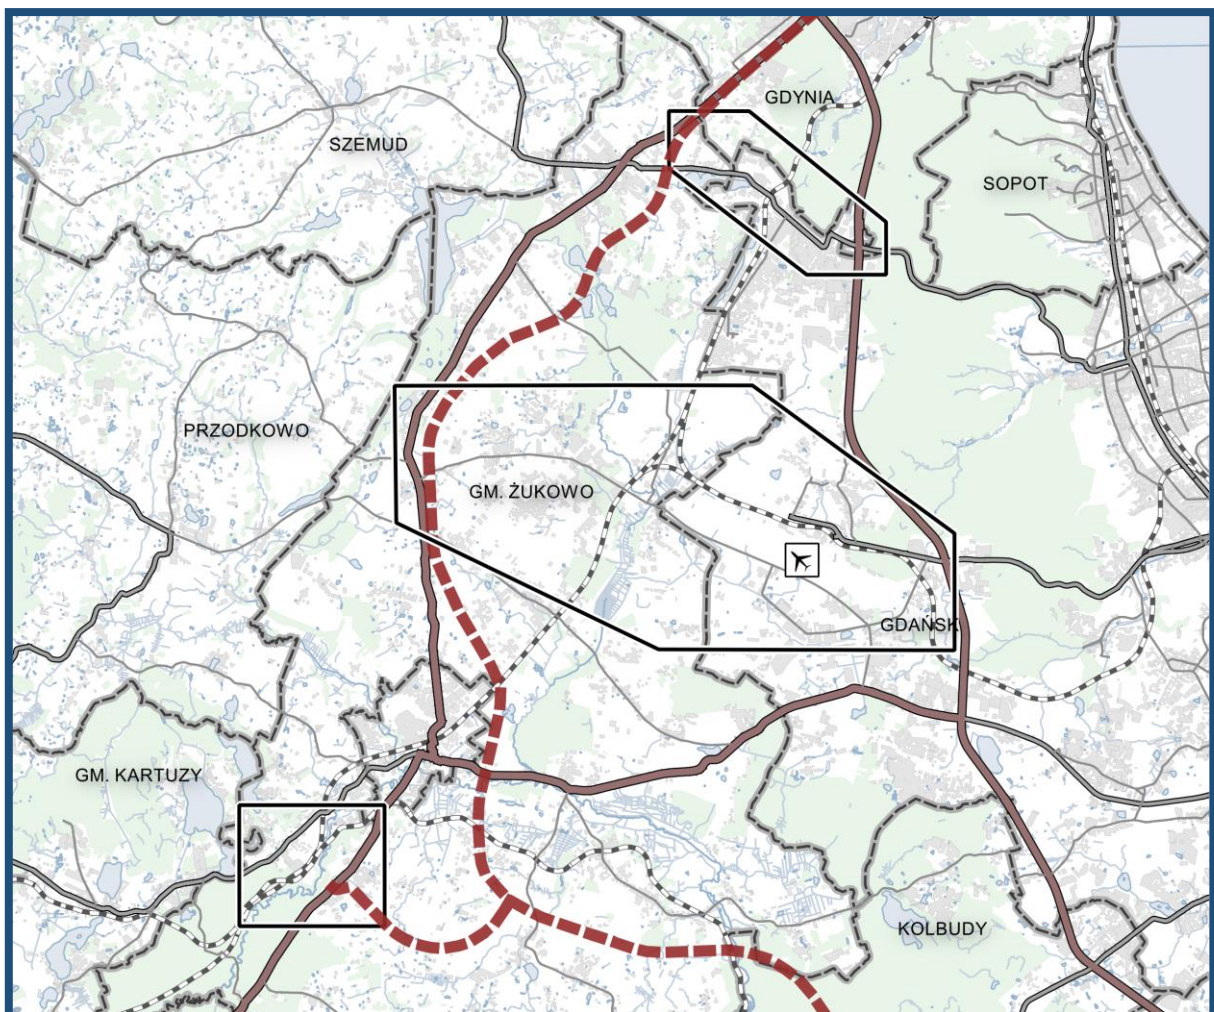 GDYNIA
SZEMUD
SOPOT
PRZODKOWO
GM. ŻUKOWO
GDAŃSK
GM. KARTUZY
KOLBUDY